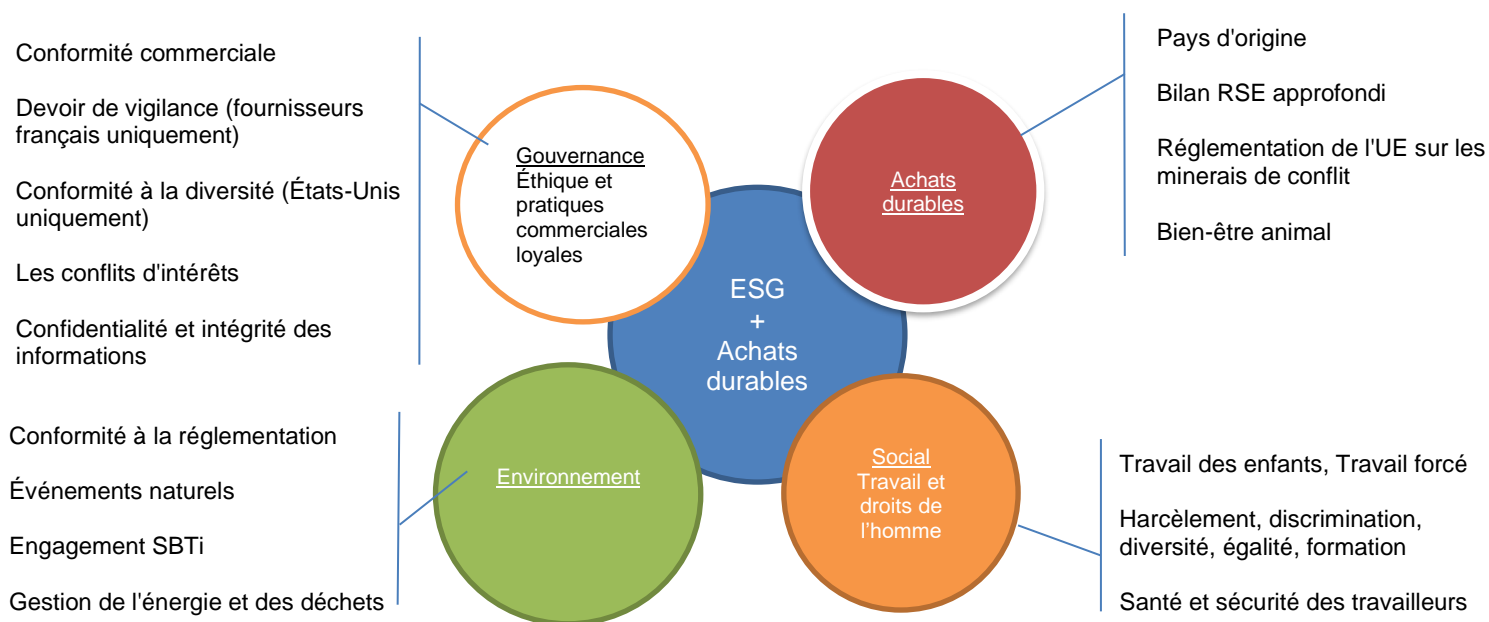 Conformité commerciale
Devoir de vigilance (fournisseurs
français uniquement)
Conformité à la diversité (États-Unis
uniquement)
Les conflits d'intérêts
Confidentialité et intégrité des
informations
Gouvernance
Éthique et
pratiques
commerciales
loyales
Achats
durables
Pays d'origine
Bilan RSE approfondi
Réglementation de l'UE sur les
minerais de conflit
Bien-être animal
ESG
+
Achats
durables
Conformité à la réglementation
Événements naturels
Engagement SBTi
Gestion de l'énergie et des déchets
Environnement
Social
Travail et
droits de
l’homme
Travail des enfants, Travail forcé
Harcèlement, discrimination,
diversité, égalité, formation
Santé et sécurité des travailleurs